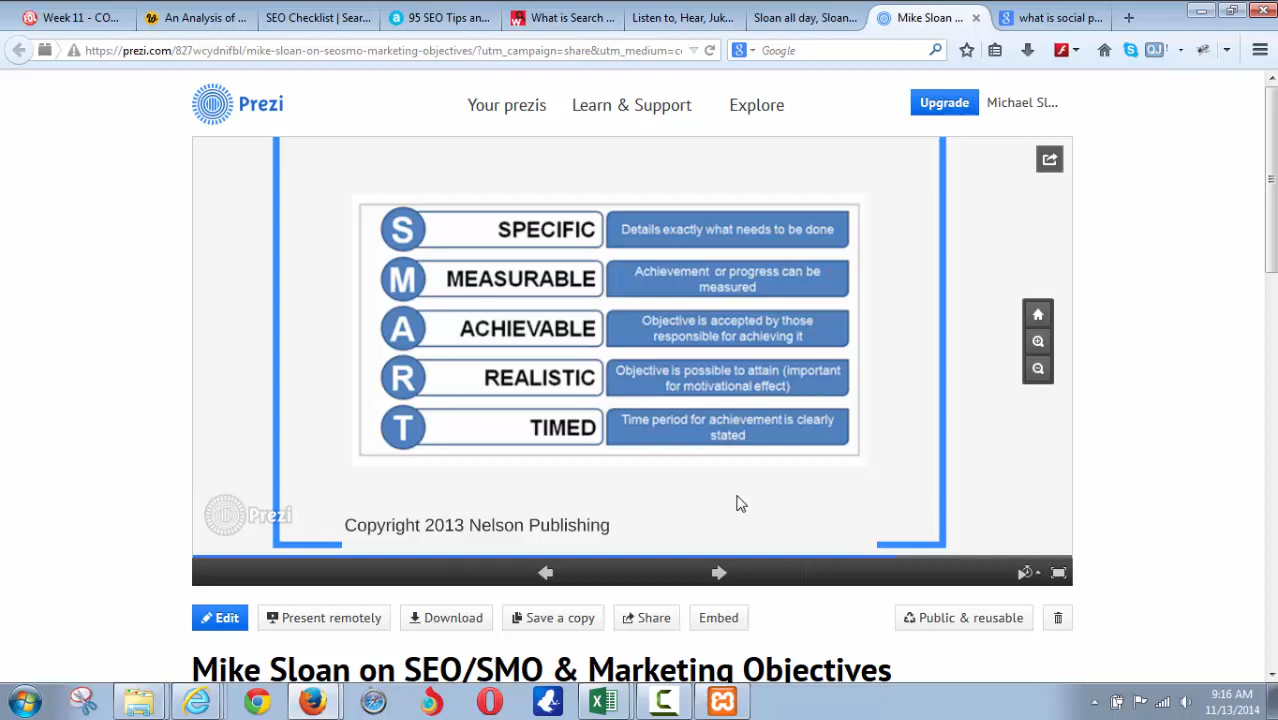 Week 11 - CO...
An Analysis of ...
SEO Checklist | Sear...
95 SEO Tips an...
What is Search ...
Listen to, Hear, Juk...
Sloan all day, Sloan...
Mike Sloan ...
what is social p...
https://prezi.com/827wcydnifbl/mike-sloan-on-seosmo-marketing-objectives/?utm_campaign=share&utm_medium=c
Google
Prezi
Your prezis
Learn & Support
Explore
Upgrade
Michael Sl...
S SPECIFIC
Details exactly what needs to be done
M MEASURABLE
Achievement or progress can be
measured
A ACHIEVABLE
Objective is accepted by those
responsible for achieving it
R REALISTIC
Objective is possible to attain (important
for motivational effect)
T TIMED
Time period for achievement is clearly
stated
Prezi
Copyright 2013 Nelson Publishing
Edit
Present remotely
Download
Save a copy
Share
Embed
Public & reusable
Mike Sloan on SEO/SMO & Marketing Objectives
9:16 AM
11/13/2014